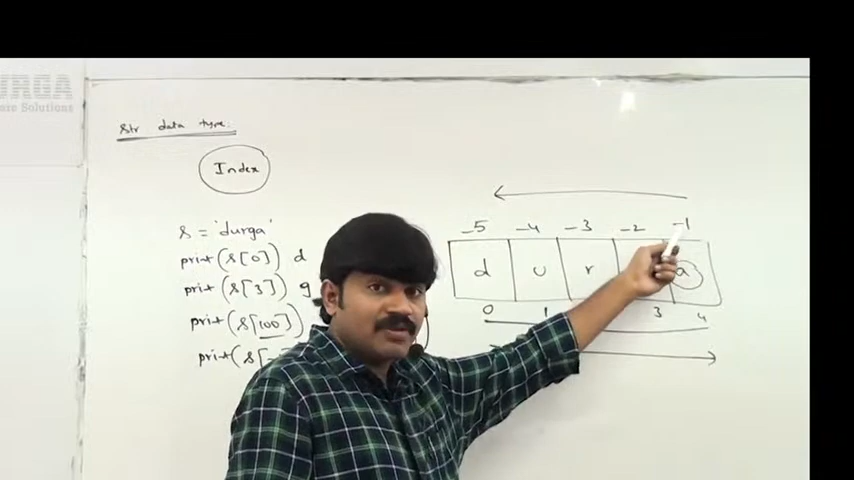 Str data type:
Index
s = 'durga'
print(s[0]) d
print(s[3]) g
print(s[100])
print(s[-
-5 -4 -3 -2 -1
d u r a
0 1 3 4